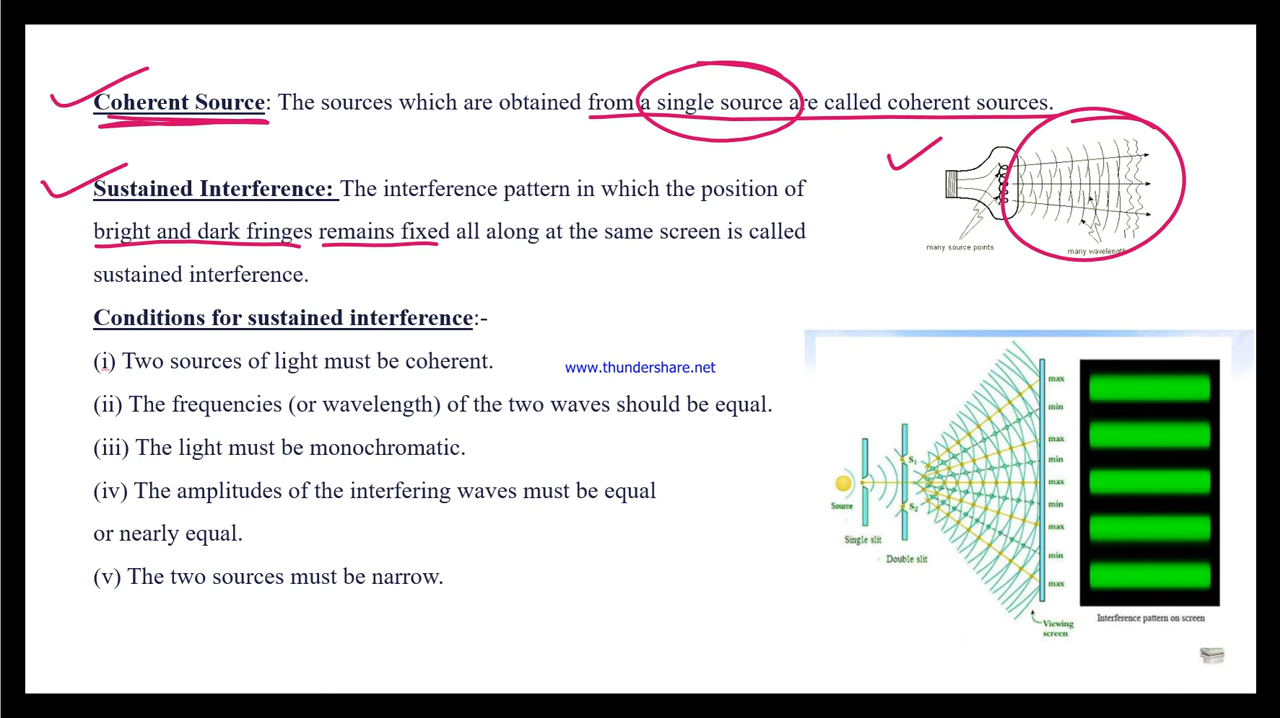 Coherent Source: The sources which are obtained from a single source are called coherent sources.
Sustained Interference: The interference pattern in which the position of
bright and dark fringes remains fixed all along at the same screen is called
sustained interference.
many source points
many wavelength
Conditions for sustained interference:-
(i) Two sources of light must be coherent.
www.thundershare.net
(ii) The frequencies (or wavelength) of the two waves should be equal.
(iii) The light must be monochromatic.
(iv) The amplitudes of the interfering waves must be equal
or nearly equal.
(v) The two sources must be narrow.
max
min
max
min
max
min
max
min
max
S1
S2
Source
Single slit
Double slit
Viewing
screen
Interference pattern on screen